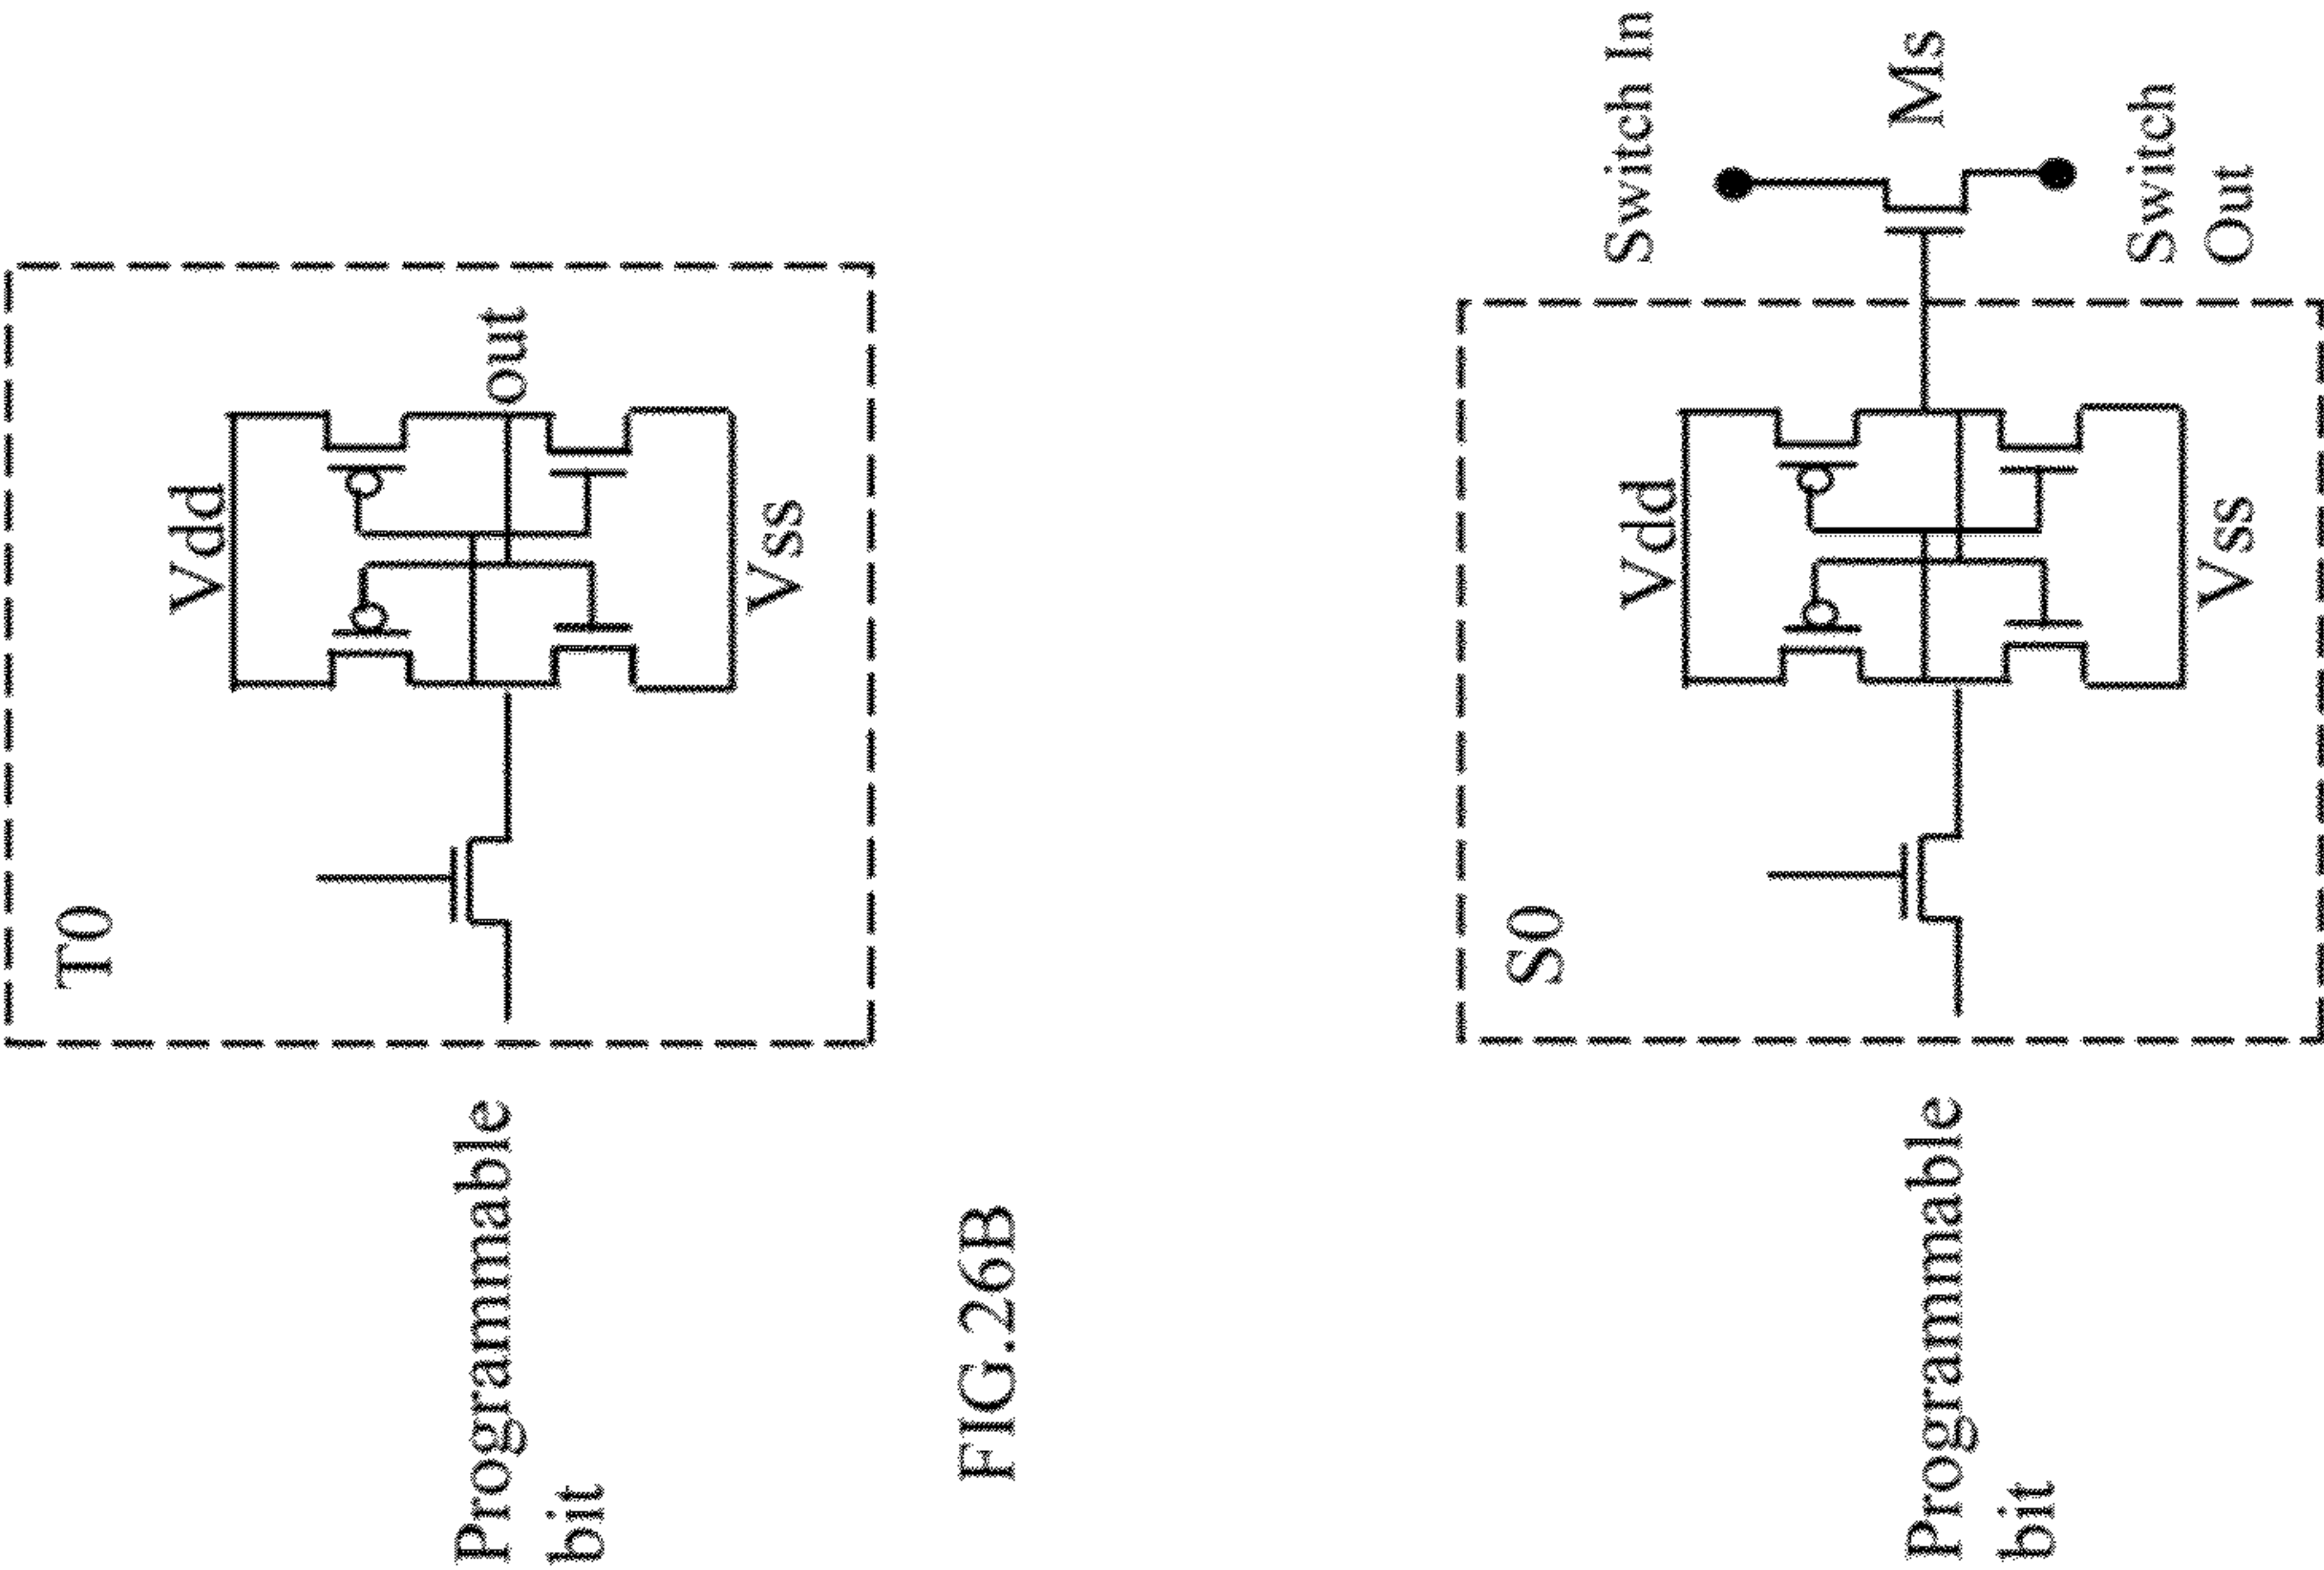 T0
Vdd
out
Vss
Programmable
bit
FIG.26B
S0
Vdd
Vss
Switch In
Ms
Switch
Out
Programmable
bit